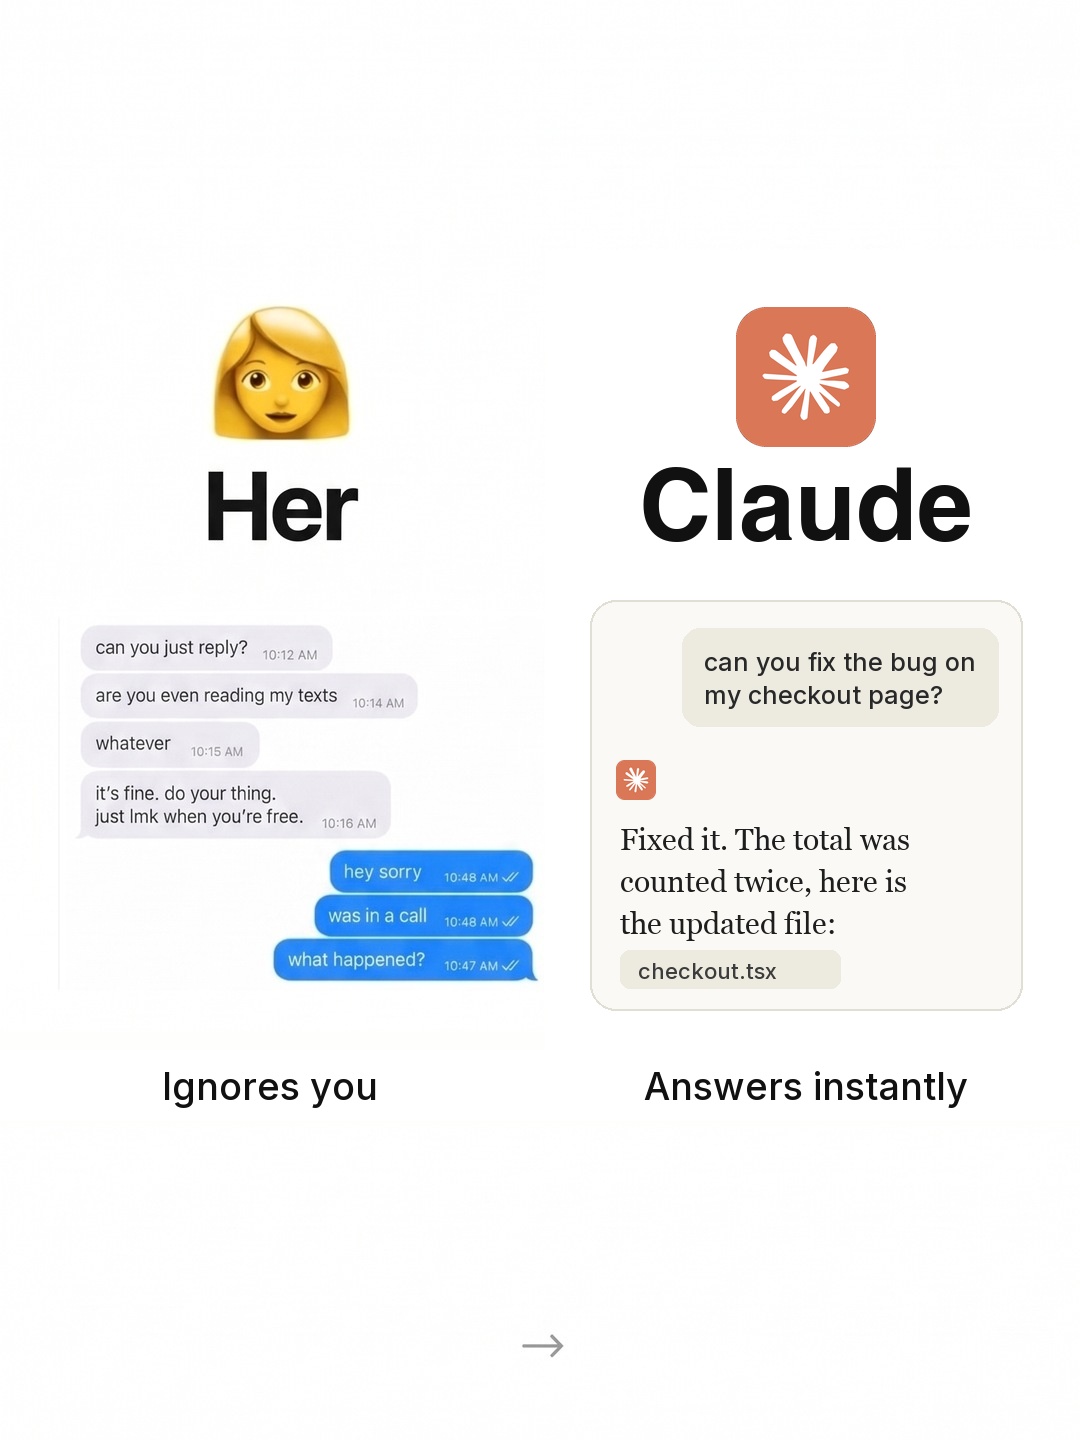 Her
can you just reply? 10:12 AM
are you even reading my texts 10:14 AM
whatever 10:15 AM
it’s fine. do your thing.
just lmk when you’re free. 10:16 AM
hey sorry 10:48 AM
was in a call 10:48 AM
what happened? 10:47 AM
Ignores you
Claude
can you fix the bug on
my checkout page?
Fixed it. The total was
counted twice, here is
the updated file:
checkout.tsx
Answers instantly